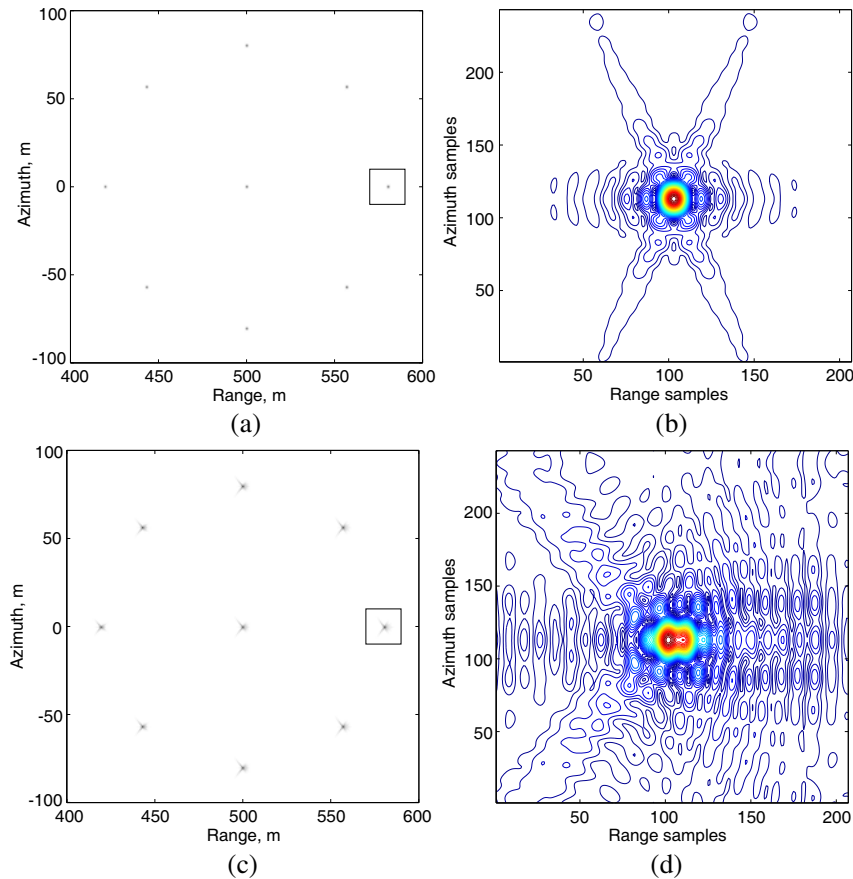 100
50
0
-50
-100
400 450 500 550 600
Azimuth, m
Range, m
(a)
200
150
100
50
50 100 150 200
Azimuth samples
Range samples
(b)
100
50
0
-50
-100
400 450 500 550 600
Azimuth, m
Range, m
(c)
200
150
100
50
50 100 150 200
Azimuth samples
Range samples
(d)